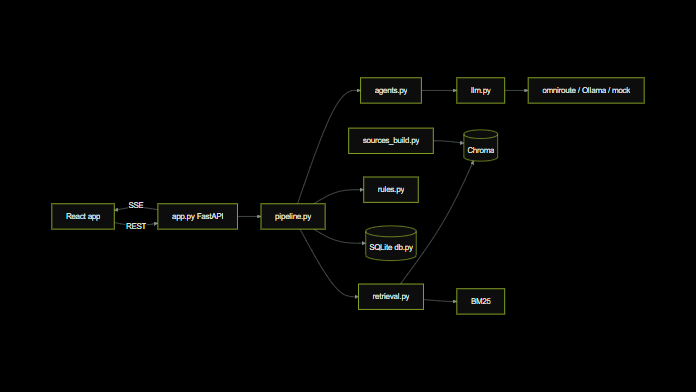 agents.py
llm.py
omniroute / Ollama / mock
sources_build.py
Chroma
rules.py
React app
SSE
REST
app.py FastAPI
pipeline.py
SQLite db.py
retrieval.py
BM25